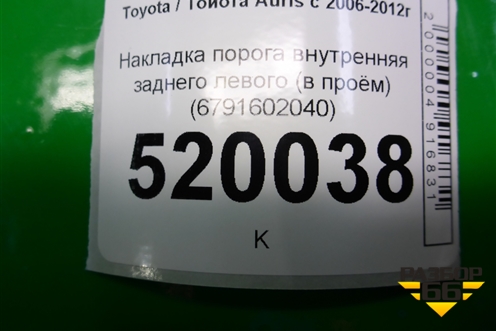 Toyota / Тойота Auris с 2006-2012г
Накладка порога внутренняя
заднего левого (в проём)
(6791602040)
520038
К
2000004916831
РАЗБОР
66